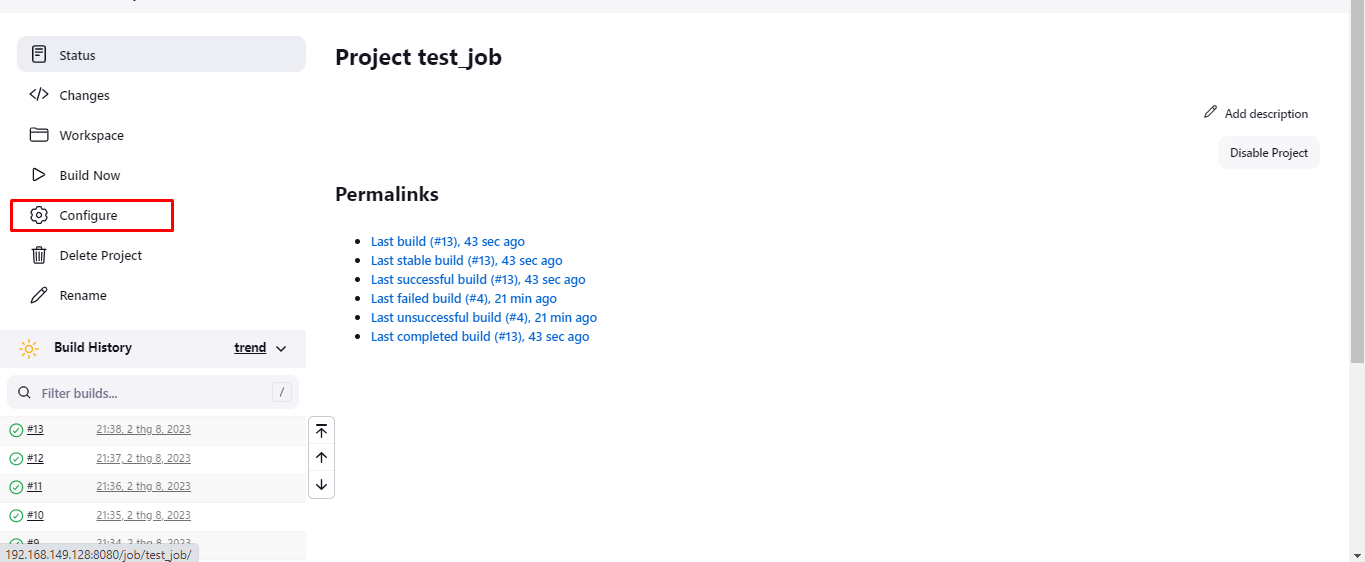 Status
Changes
Workspace
Build Now
Configure
Delete Project
Rename
Build History trend
Filter builds... /
#13 21:38, 2 thg 8, 2023
#12 21:37, 2 thg 8, 2023
#11 21:36, 2 thg 8, 2023
#10 21:35, 2 thg 8, 2023
#9 21:34, 2 thg 8, 2023
192.168.149.128:8080/job/test_job/
Project test_job
Add description
Disable Project
Permalinks
Last build (#13), 43 sec ago
Last stable build (#13), 43 sec ago
Last successful build (#13), 43 sec ago
Last failed build (#4), 21 min ago
Last unsuccessful build (#4), 21 min ago
Last completed build (#13), 43 sec ago